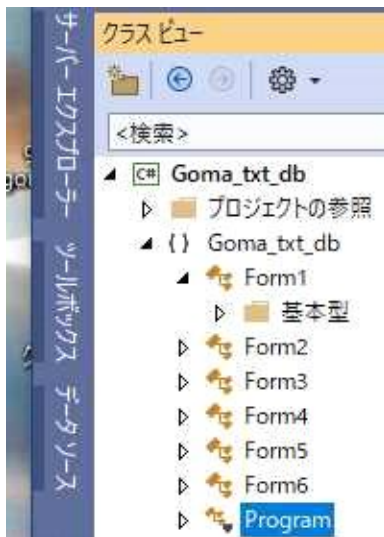 クラス ビュー
<検索>
C# Goma_txt_db
プロジェクトの参照
{ } Goma_txt_db
Form1
基本型
Form2
Form3
Form4
Form5
Form6
Program
サーバー エクスプローラー
ツールボックス
データ ソース